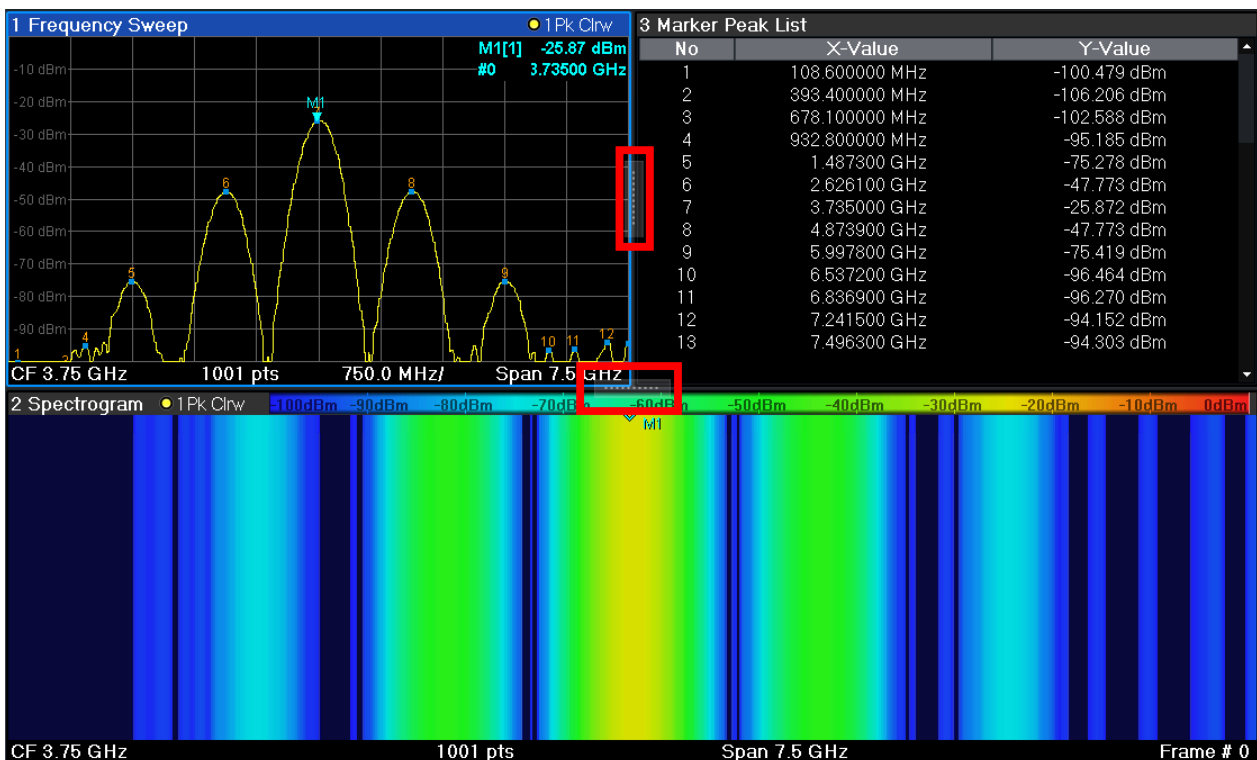 1 Frequency Sweep
1Pk Clrw
M1[1] -25.87 dBm
#0 3.73500 GHz
-10 dBm
-20 dBm
-30 dBm
-40 dBm
-50 dBm
-60 dBm
-70 dBm
-80 dBm
-90 dBm
M1
6
8
5
9
4
10 11 12
1
CF 3.75 GHz 1001 pts 750.0 MHz/ Span 7.5 GHz
3 Marker Peak List
No X-Value Y-Value
1 108.600000 MHz -100.479 dBm
2 393.400000 MHz -106.206 dBm
3 678.100000 MHz -102.588 dBm
4 932.800000 MHz -95.185 dBm
5 1.487300 GHz -75.278 dBm
6 2.626100 GHz -47.773 dBm
7 3.735000 GHz -25.872 dBm
8 4.873900 GHz -47.773 dBm
9 5.997800 GHz -75.419 dBm
10 6.537200 GHz -96.464 dBm
11 6.836900 GHz -96.270 dBm
12 7.241500 GHz -94.152 dBm
13 7.496300 GHz -94.303 dBm
2 Spectrogram 1Pk Clrw -100dBm -90dBm -80dBm -70dBm -60dBm -50dBm -40dBm -30dBm -20dBm -10dBm 0dBm
M1
CF 3.75 GHz 1001 pts Span 7.5 GHz Frame # 0